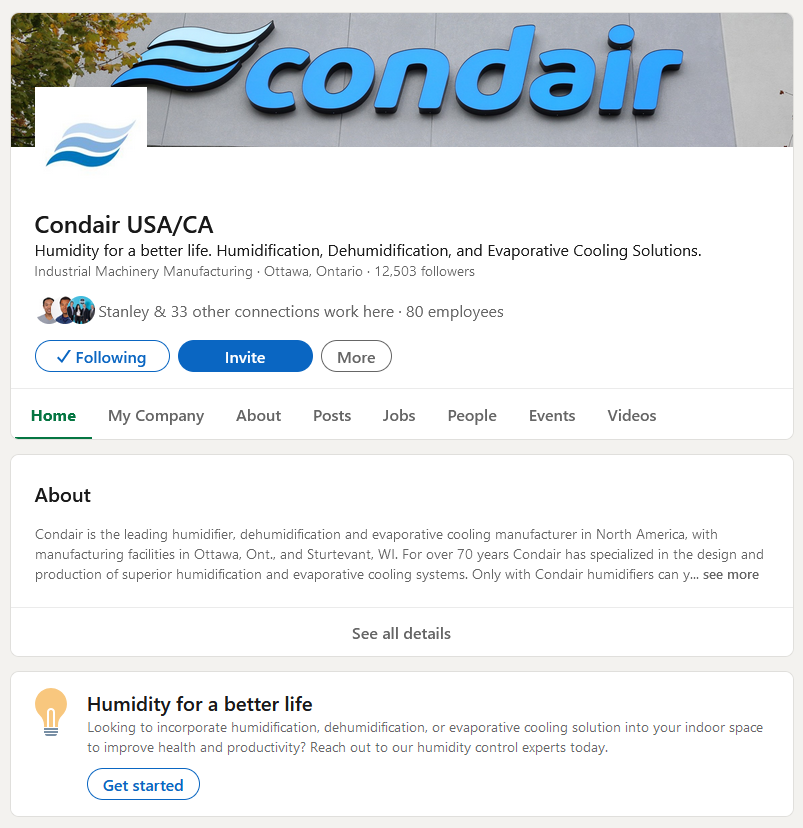 condair
Condair USA/CA
Humidity for a better life. Humidification, Dehumidification, and Evaporative Cooling Solutions.
Industrial Machinery Manufacturing · Ottawa, Ontario · 12,503 followers
Stanley & 33 other connections work here · 80 employees
✓ Following Invite More
Home My Company About Posts Jobs People Events Videos
About
Condair is the leading humidifier, dehumidification and evaporative cooling manufacturer in North America, with
manufacturing facilities in Ottawa, Ont., and Sturtevant, WI. For over 70 years Condair has specialized in the design and
production of superior humidification and evaporative cooling systems. Only with Condair humidifiers can y... see more
See all details
Humidity for a better life
Looking to incorporate humidification, dehumidification, or evaporative cooling solution into your indoor space
to improve health and productivity? Reach out to our humidity control experts today.
Get started